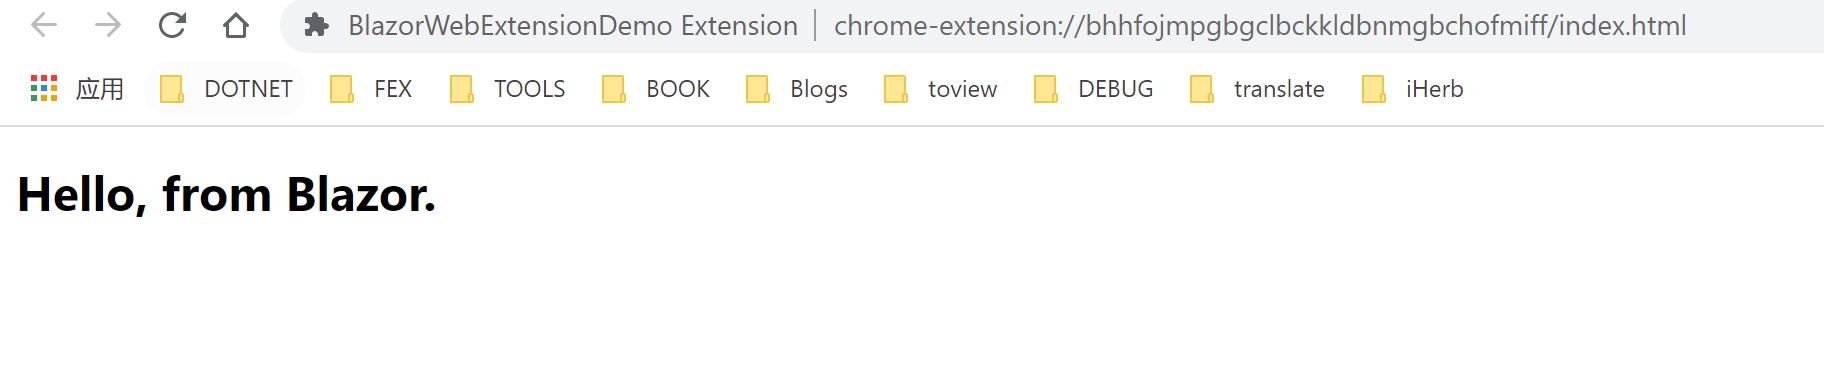 BlazorWebExtensionDemo Extension | chrome-extension://bhhfojmpgbgclbckkldbnmgbchofmiff/index.html
应用 DOTNET FEX TOOLS BOOK Blogs toview DEBUG translate iHerb
Hello, from Blazor.